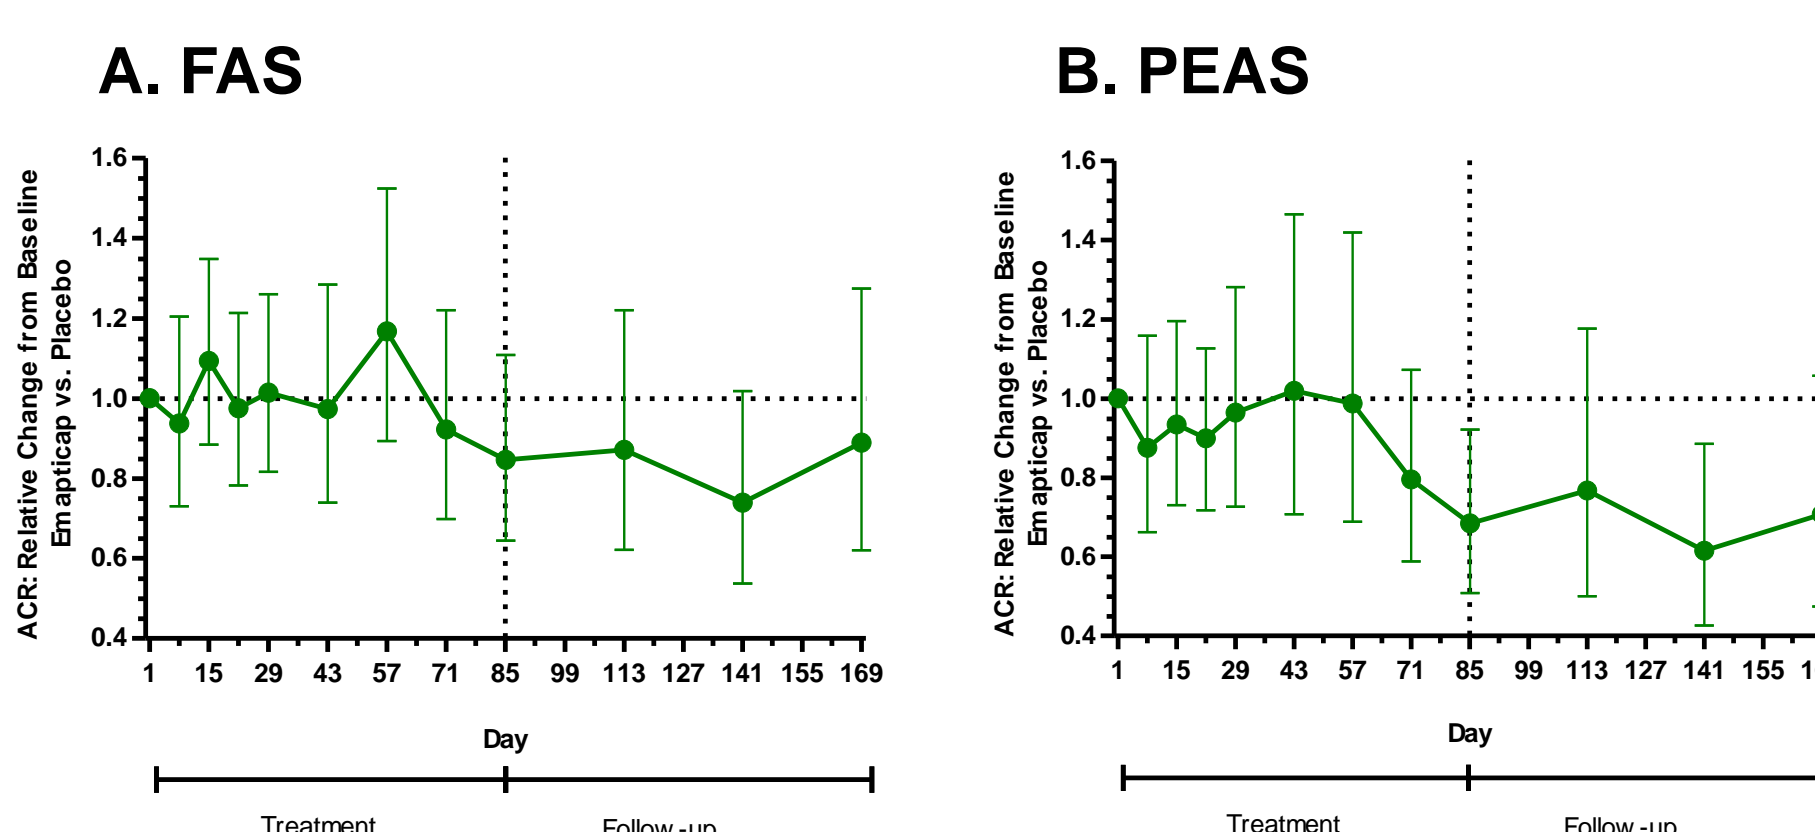 A. FAS
ACR: Relative Change from Baseline
Emapticap vs. Placebo
1.6
1.4
1.2
1.0
0.8
0.6
0.4
1 15 29 43 57 71 85 99 113 127 141 155 169
Day
Treatment
Follow-up
B. PEAS
ACR: Relative Change from Baseline
Emapticap vs. Placebo
1.6
1.4
1.2
1.0
0.8
0.6
0.4
1 15 29 43 57 71 85 99 113 127 141 155
Day
Treatment
Follow-up